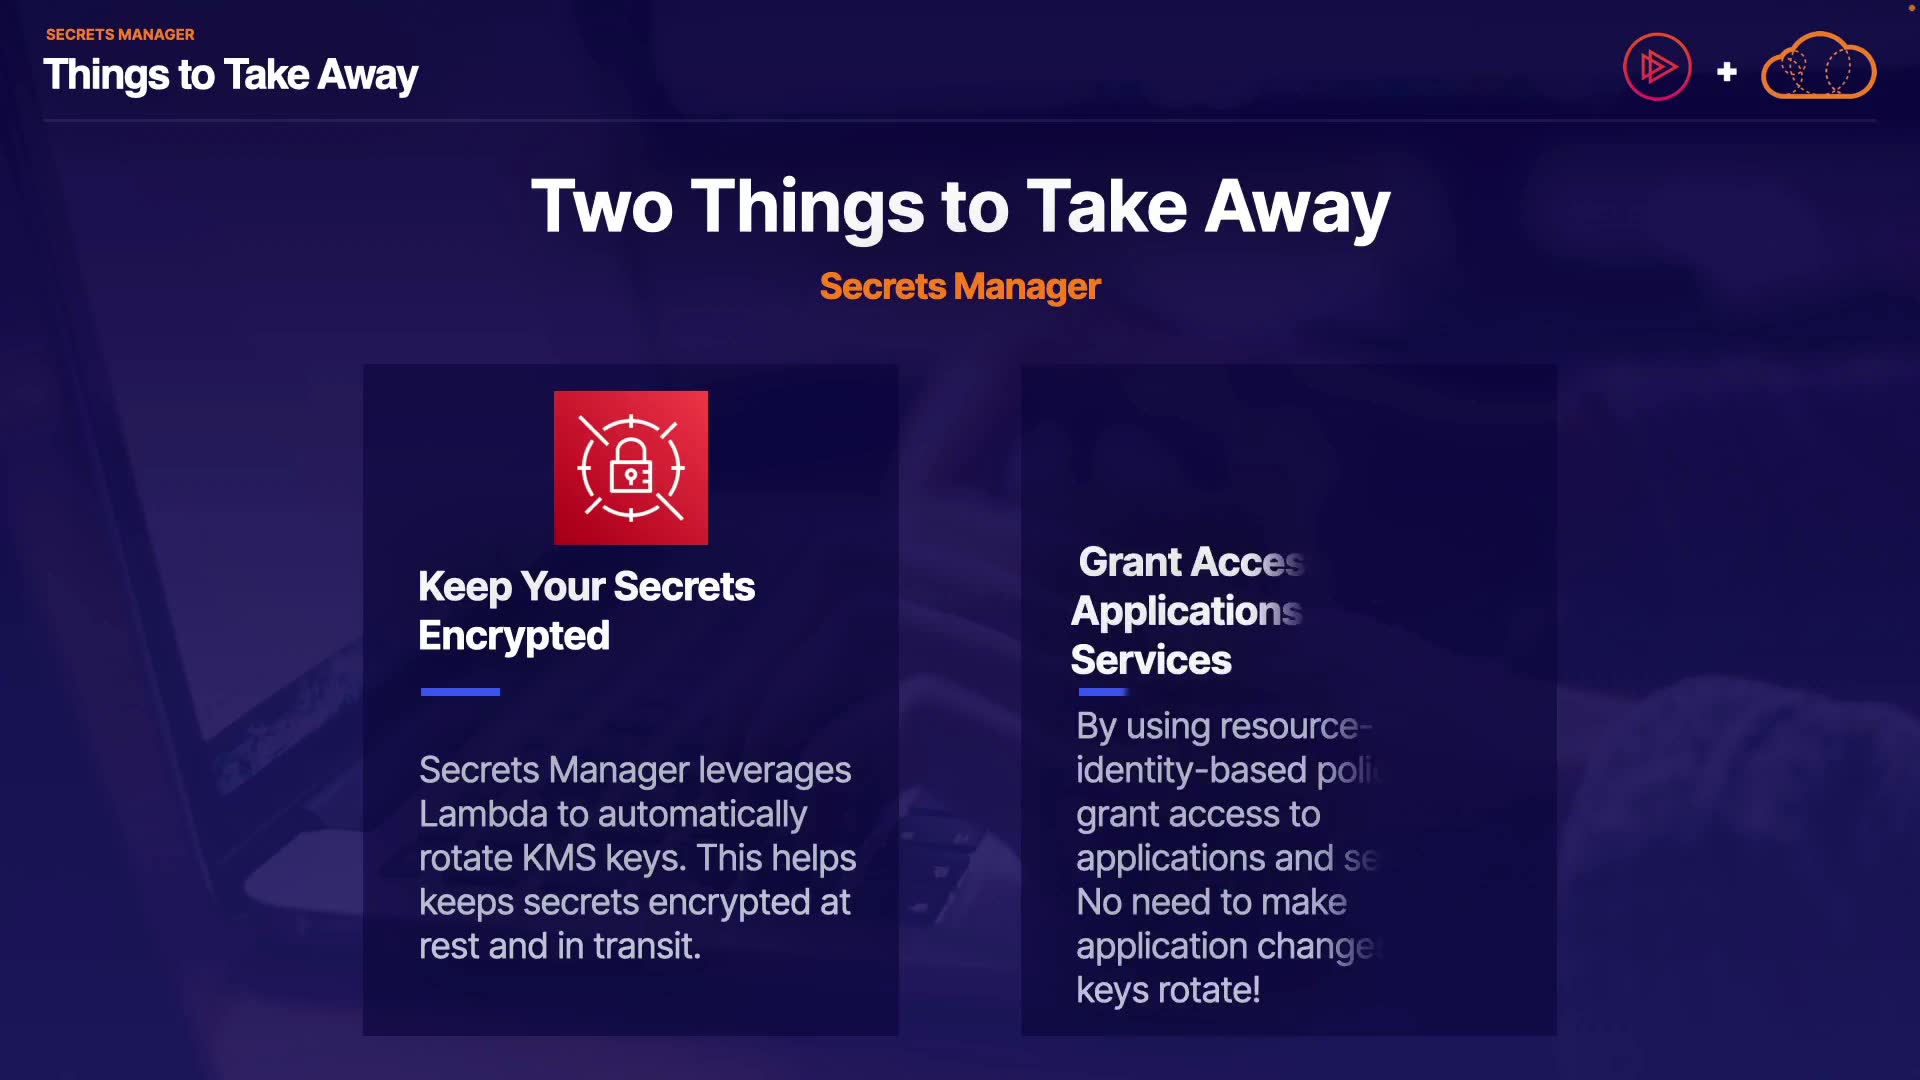 SECRETS MANAGER
Things to Take Away
Two Things to Take Away
Secrets Manager
Keep Your Secrets
Encrypted
Secrets Manager leverages
Lambda to automatically
rotate KMS keys. This helps
keeps secrets encrypted at
rest and in transit.
Grant Acces
Applications
Services
By using resource-
identity-based poli
grant access to
applications and se
No need to make
application change
keys rotate!